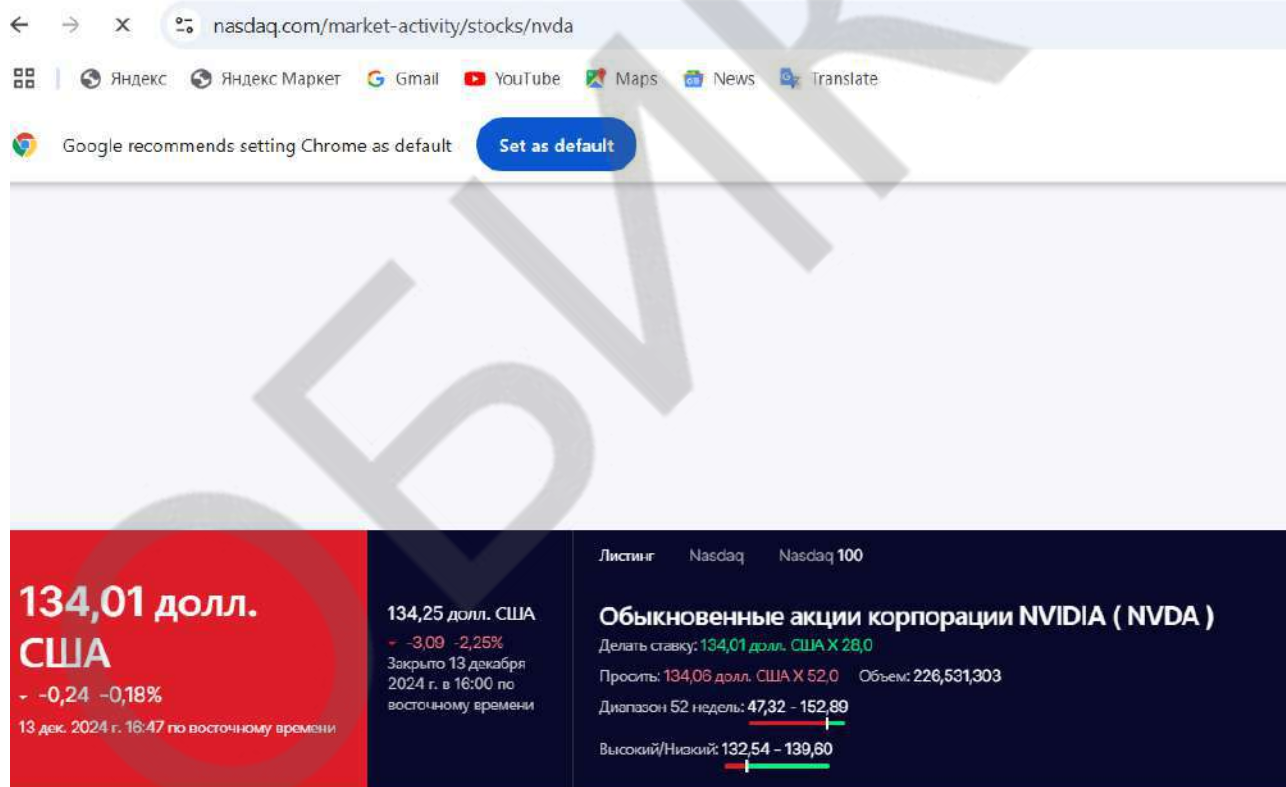 nasdaq.com/market-activity/stocks/nvda
Яндекс Яндекс Маркет Gmail YouTube Maps News Translate
Google recommends setting Chrome as default Set as default
Листинг Nasdaq Nasdaq 100
134,01 долл.
США
-0,24 -0,18%
13 дек. 2024 г. 16:47 по восточному времени
134,25 долл. США
-3,09 -2,25%
Закрыто 13 декабря
2024 г. в 16:00 по
восточному времени
Обыкновенные акции корпорации NVIDIA ( NVDA )
Делать ставку: 134,01 долл. США X 28,0
Просить: 134,06 долл. США X 52,0 Объем: 226,531,303
Диапазон 52 недель: 47,32 - 152,89
Высокий/Низкий: 132,54 – 139,60
ОБИК